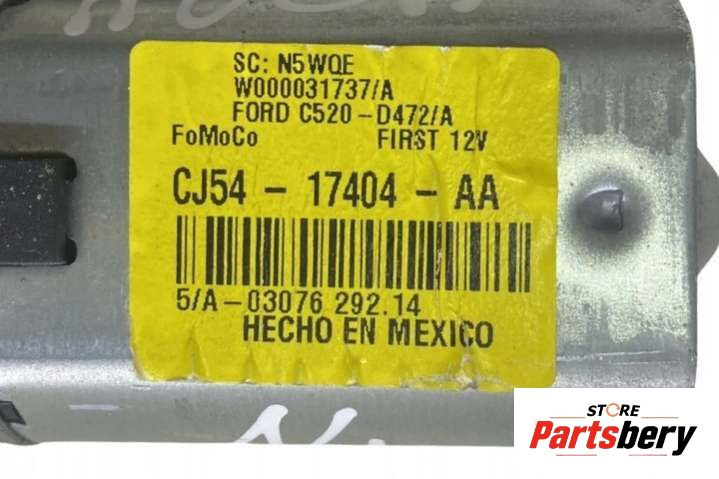 SC: N5WQE
W000031737/A
FORD C520-D472/A
FoMoCo FIRST 12V
CJ54 - 17404 - AA
5/A-03076 292.14
HECHO EN MEXICO
STORE
Partsbery